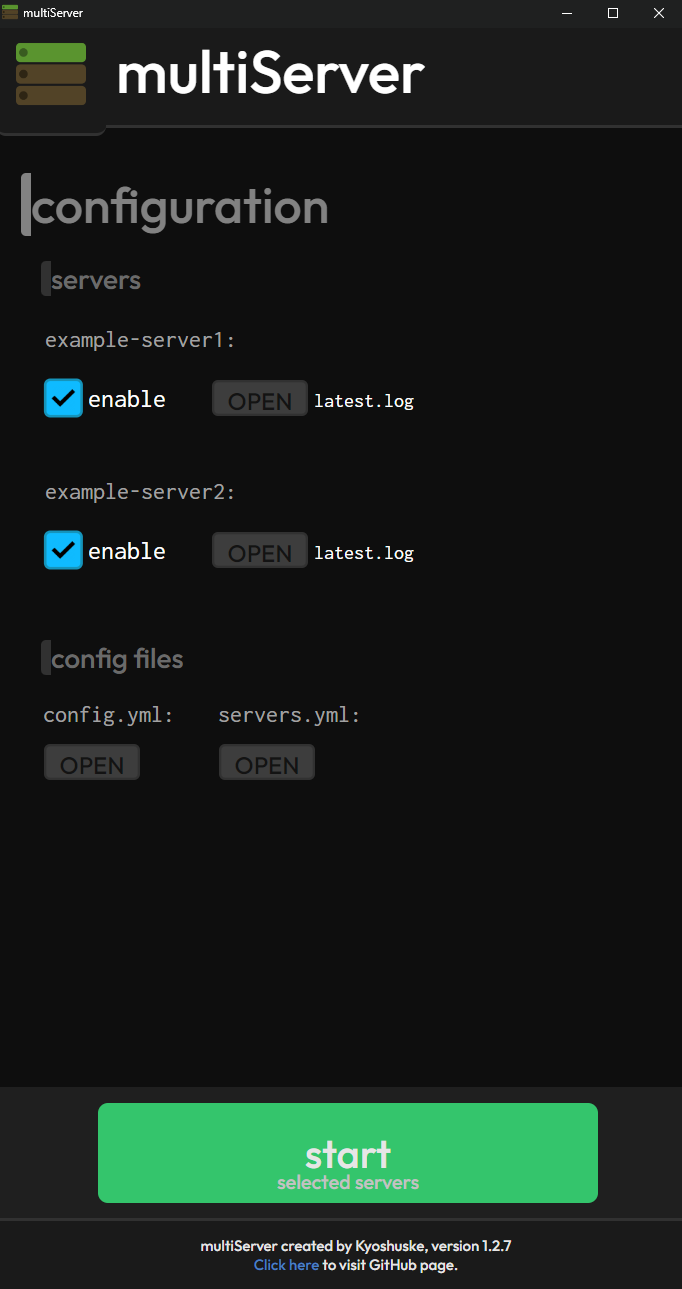 multiServer
multiServer
configuration
servers
example-server1:
enable OPEN latest.log
example-server2:
enable OPEN latest.log
config files
config.yml: servers.yml:
OPEN OPEN
start
selected servers
multiServer created by Kyoshuske, version 1.2.7
Click here to visit GitHub page.